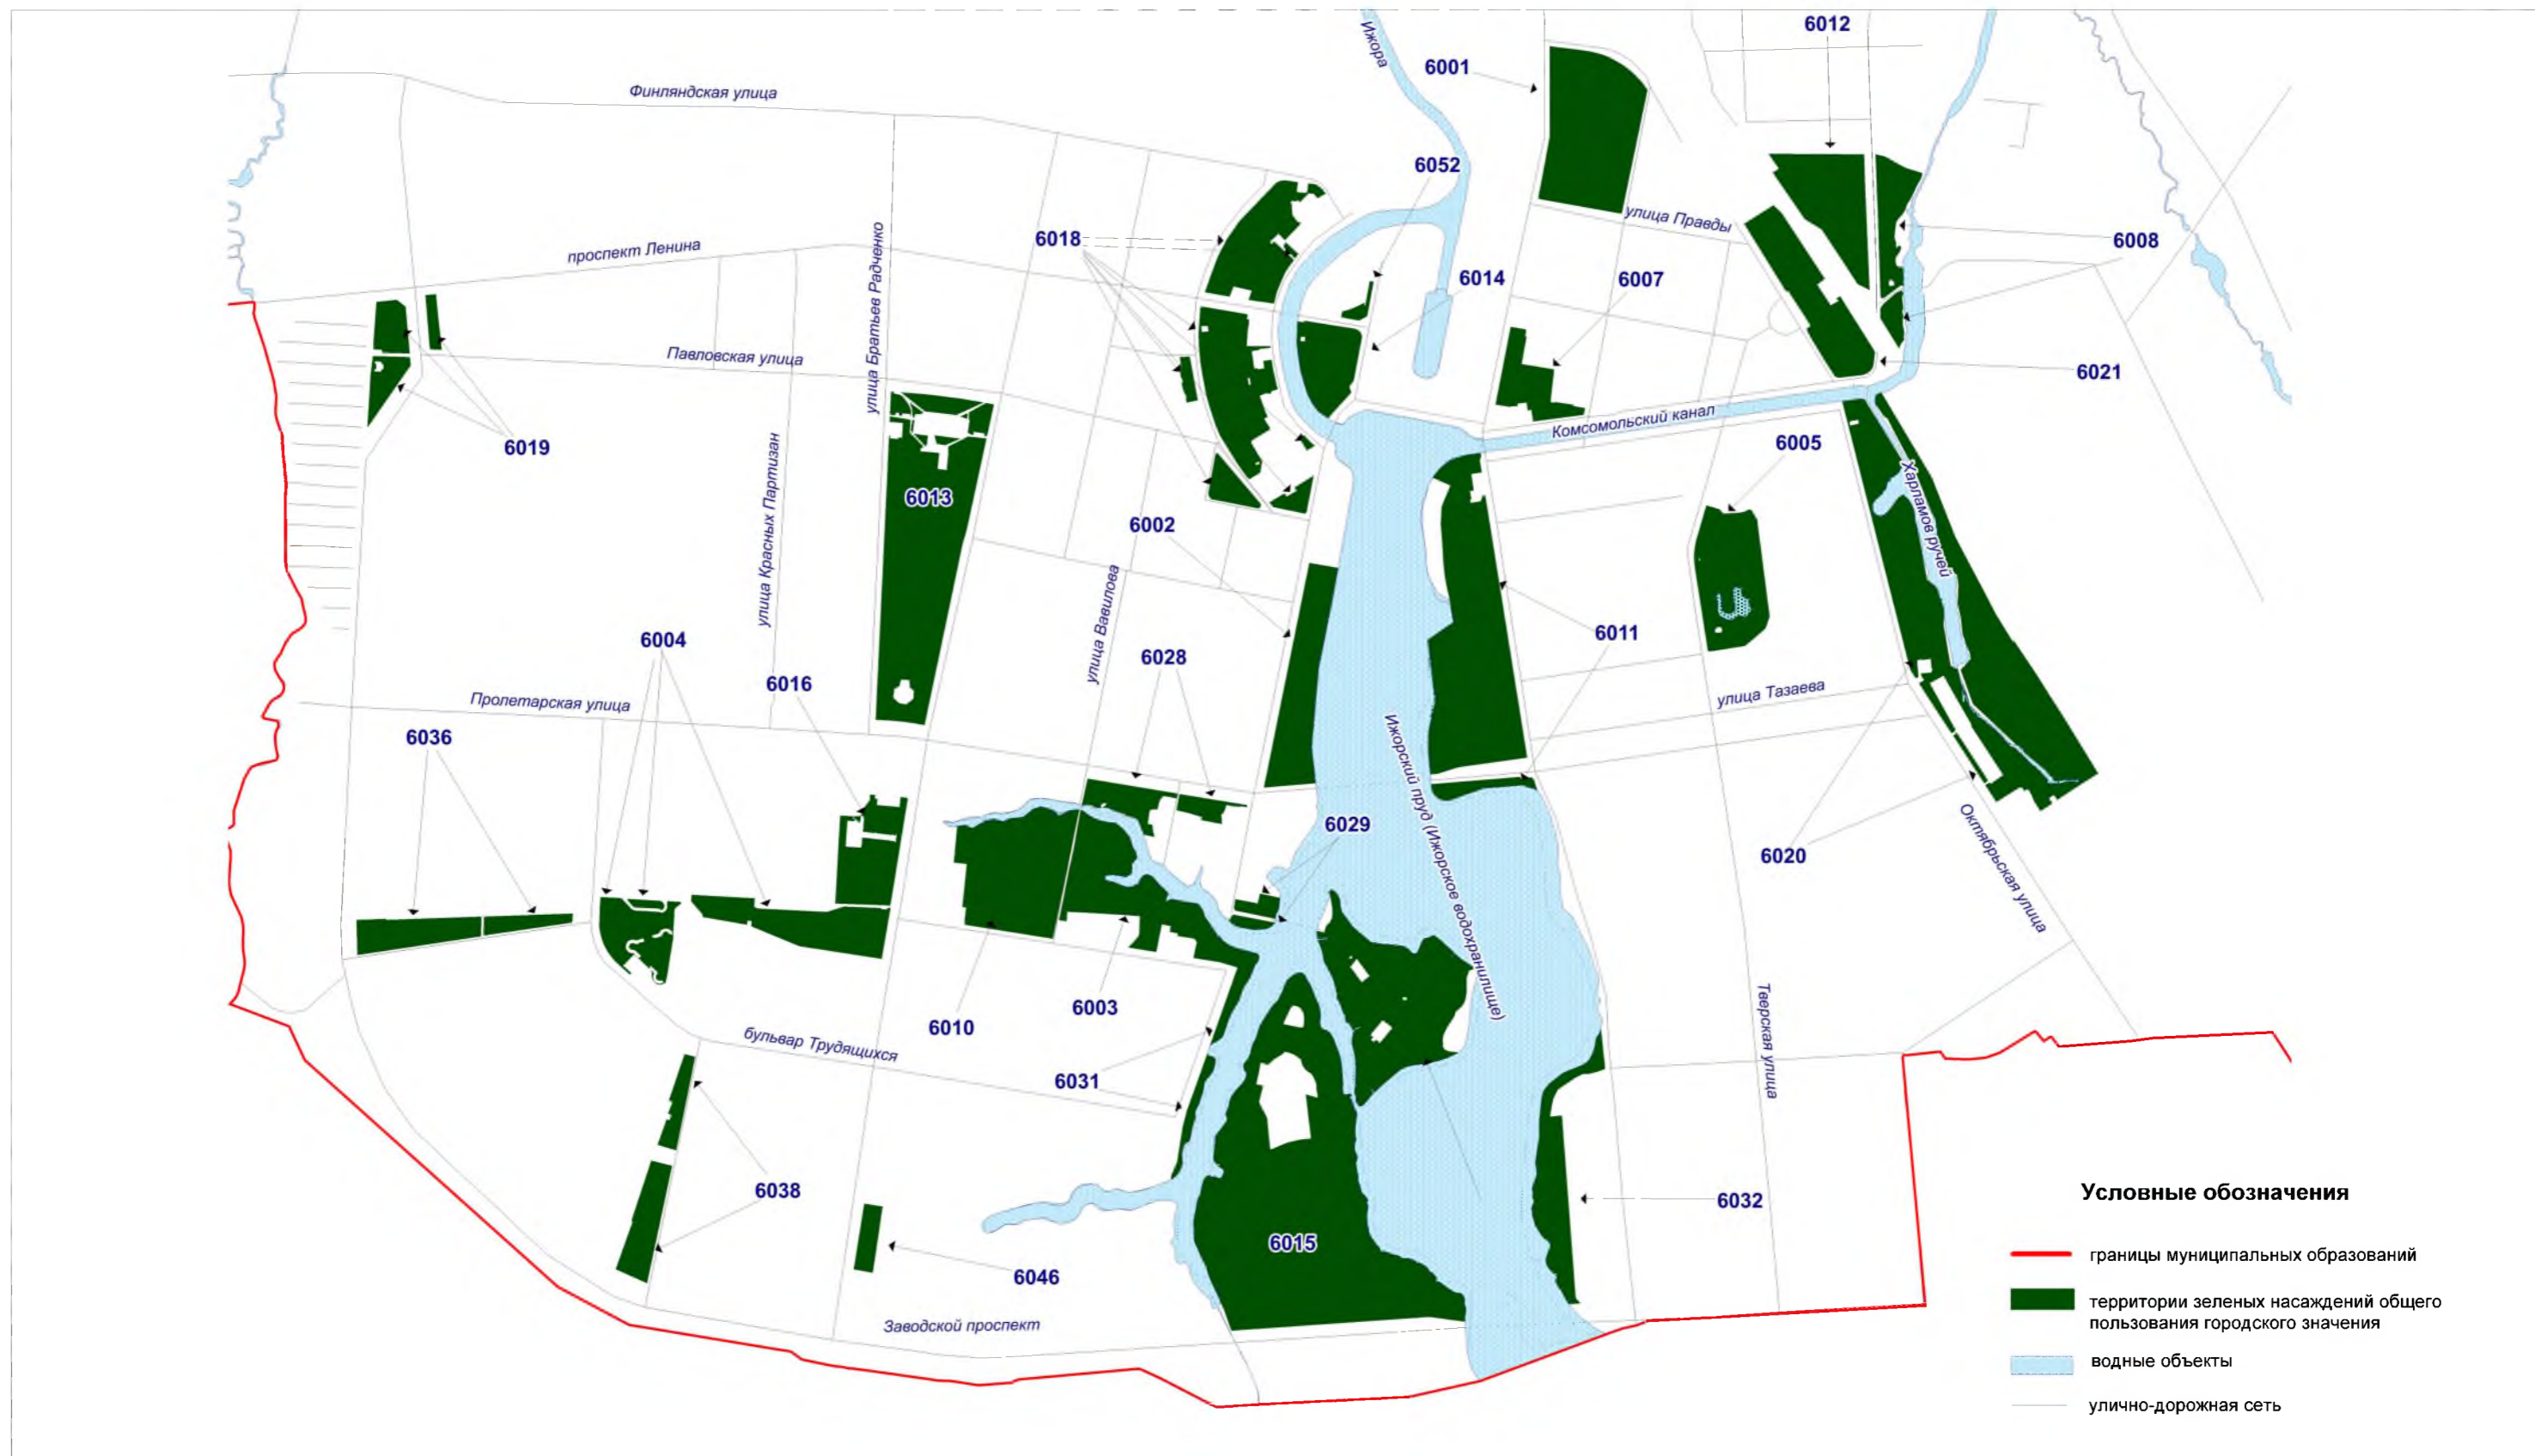 6012
Ижора
6001
Финляндская улица
6052
улица Правды
6018
6008
проспект Ленина
6014
6007
улица Братьев Радченко
Павловская улица
6021
Комсомольский канал
6019
6005
улица Красных Партизан
6013
Харламов ручей
6002
улица Вавилова
6011
6004
6028
6016
улица Тазаева
Пролетарская улица
6036
Ижорский пруд (Ижорское водохранилище)
6029
6020
Октябрьская улица
6003
6010
бульвар Трудящихся
Тверская улица
6031
6038
6032
6015
6046
Заводской проспект
Условные обозначения
границы муниципальных образований
территории зеленых насаждений общего
пользования городского значения
водные объекты
улично-дорожная сеть